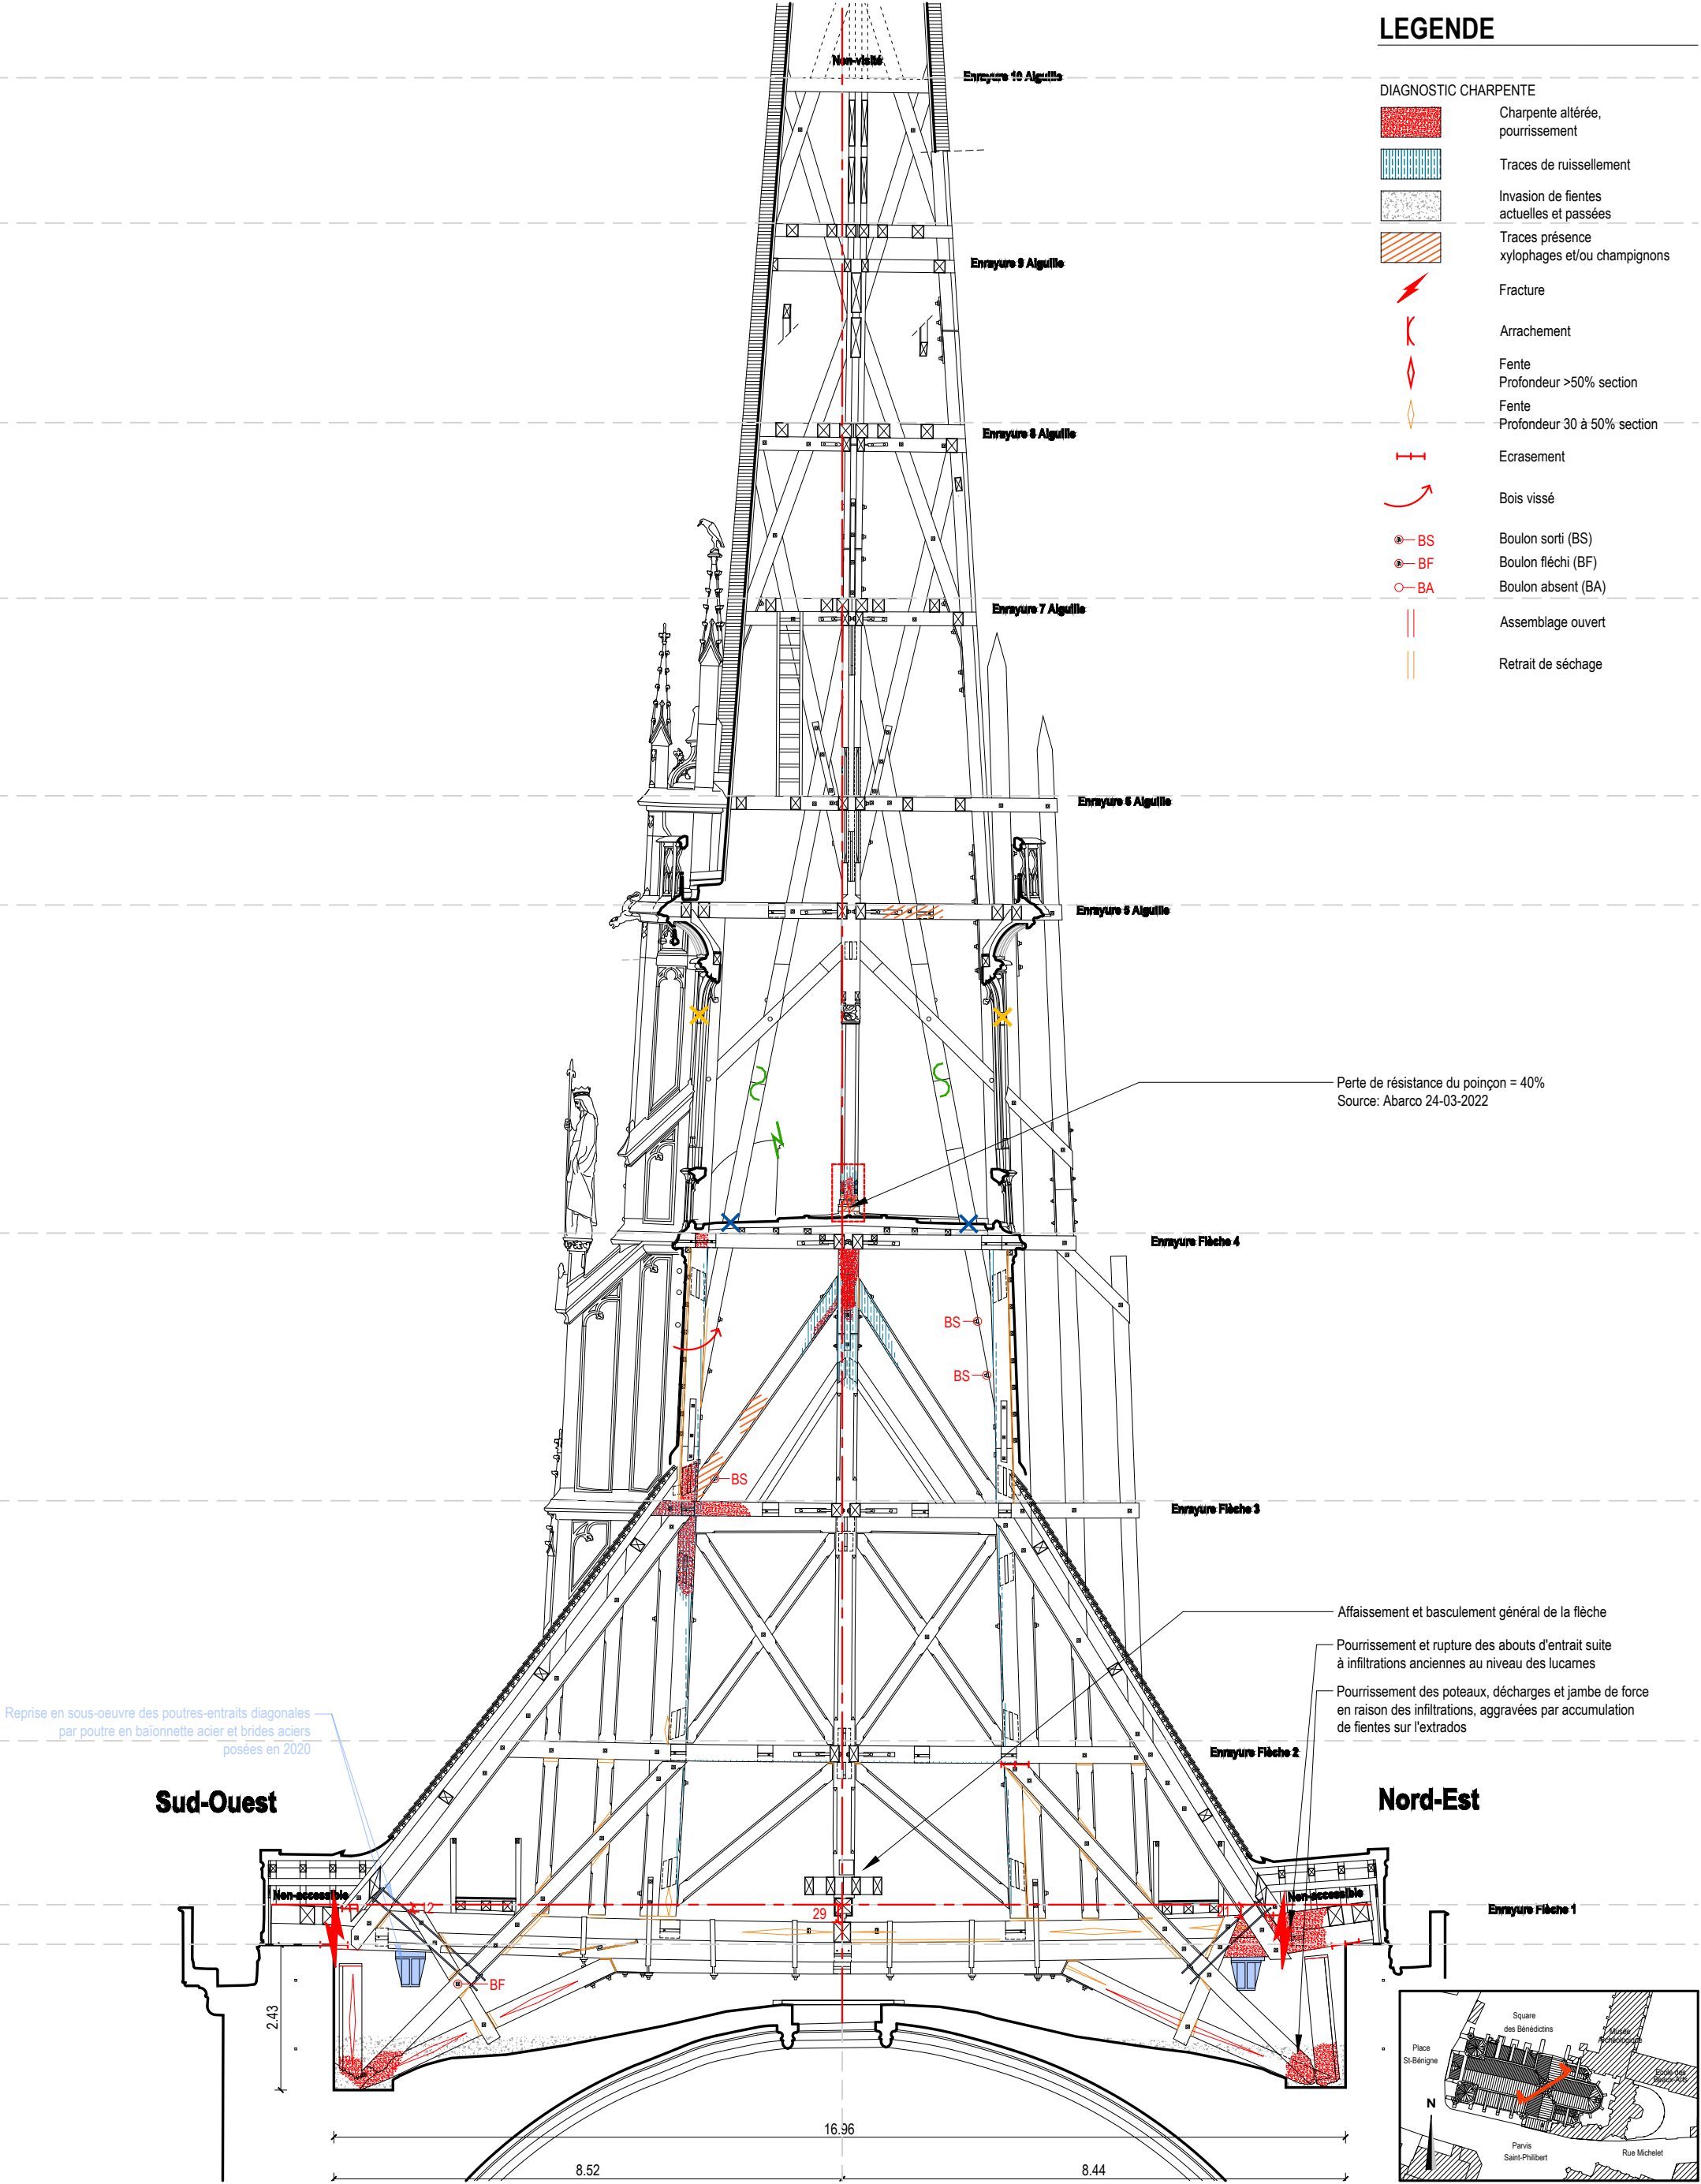 LEGENDE
DIAGNOSTIC CHARPENTE
Charpente altérée,
pourrissement
Traces de ruissellement
Invasion de fientes
actuelles et passées
Traces présence
xylophages et/ou champignons
Fracture
Arrachement
Fente
Profondeur >50% section
Fente
Profondeur 30 à 50% section
Ecrasement
Bois vissé
BS
Boulon sorti (BS)
BF
Boulon fléchi (BF)
BA
Boulon absent (BA)
Assemblage ouvert
Retrait de séchage
Non-visité
Enrayure 10 Aiguille
Enrayure 9 Aiguille
Enrayure 8 Aiguille
Enrayure 7 Aiguille
Enrayure 6 Aiguille
Enrayure 5 Aiguille
Perte de résistance du poinçon = 40%
Source: Abarco 24-03-2022
Enrayure Flèche 4
BS
BS
BS
Enrayure Flèche 3
Affaissement et basculement général de la flèche
Pourrissement et rupture des abouts d'entrait suite
à infiltrations anciennes au niveau des lucarnes
Pourrissement des poteaux, décharges et jambe de force
en raison des infiltrations, aggravées par accumulation
de fientes sur l'extrados
Reprise en sous-oeuvre des poutres-entraits diagonales
par poutre en baïonnette acier et brides aciers
posées en 2020
Enrayure Flèche 2
Sud-Ouest
Nord-Est
Non-accessible
Non-accessible
12
29
Enrayure Flèche 1
BF
2.43
16.96
8.52
8.44
Square
des Bénédictins
Musée
Archéologique
Place
St-Bénigne
Ecole des
Beaux-Arts
N
Parvis
Saint-Philibert
Rue Michelet